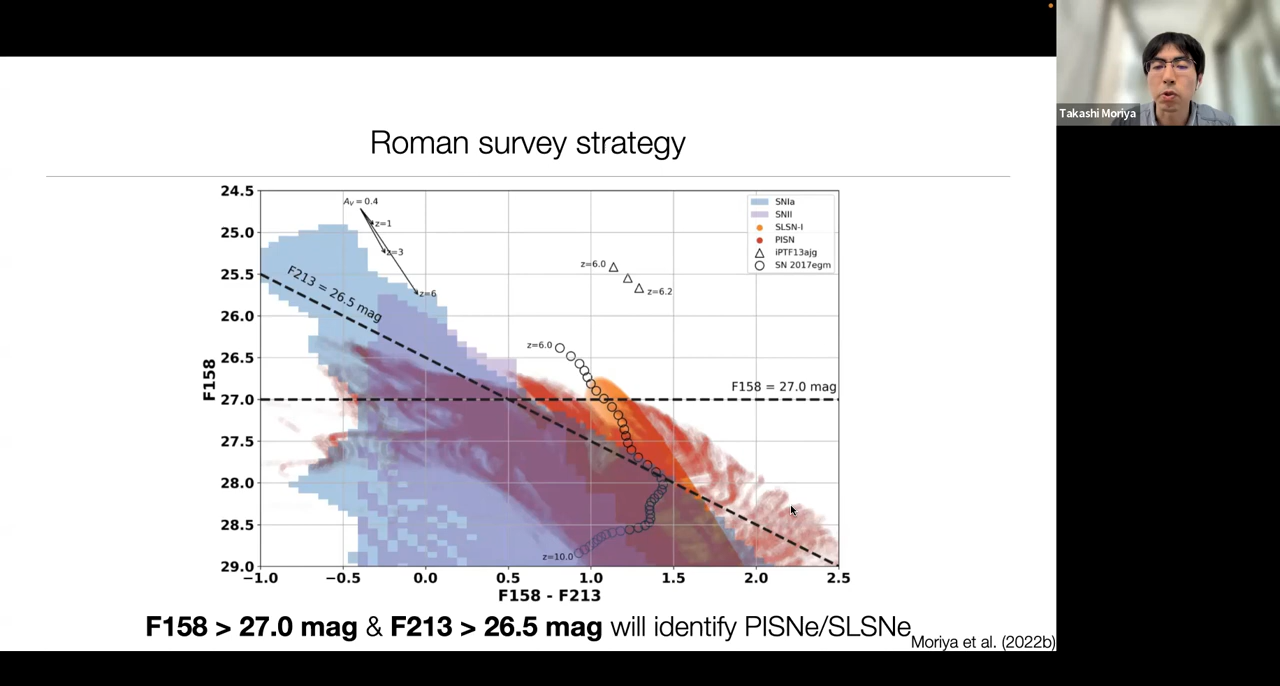 Takashi Moriya
Roman survey strategy
24.5
25.0
25.5
26.0
26.5
27.0
27.5
28.0
28.5
29.0
F158
Av = 0.4
z=1
z=3
z=6
F213 = 26.5 mag
z=6.0
z=6.2
z=6.0
z=10.0
F158 = 27.0 mag
SNIa
SNII
SLSN-I
PISN
iPTF13ajg
SN 2017egm
−1.0 −0.5 0.0 0.5 1.0 1.5 2.0 2.5
F158 - F213
F158 > 27.0 mag & F213 > 26.5 mag will identify PISNe/SLSNe
Moriya et al. (2022b)